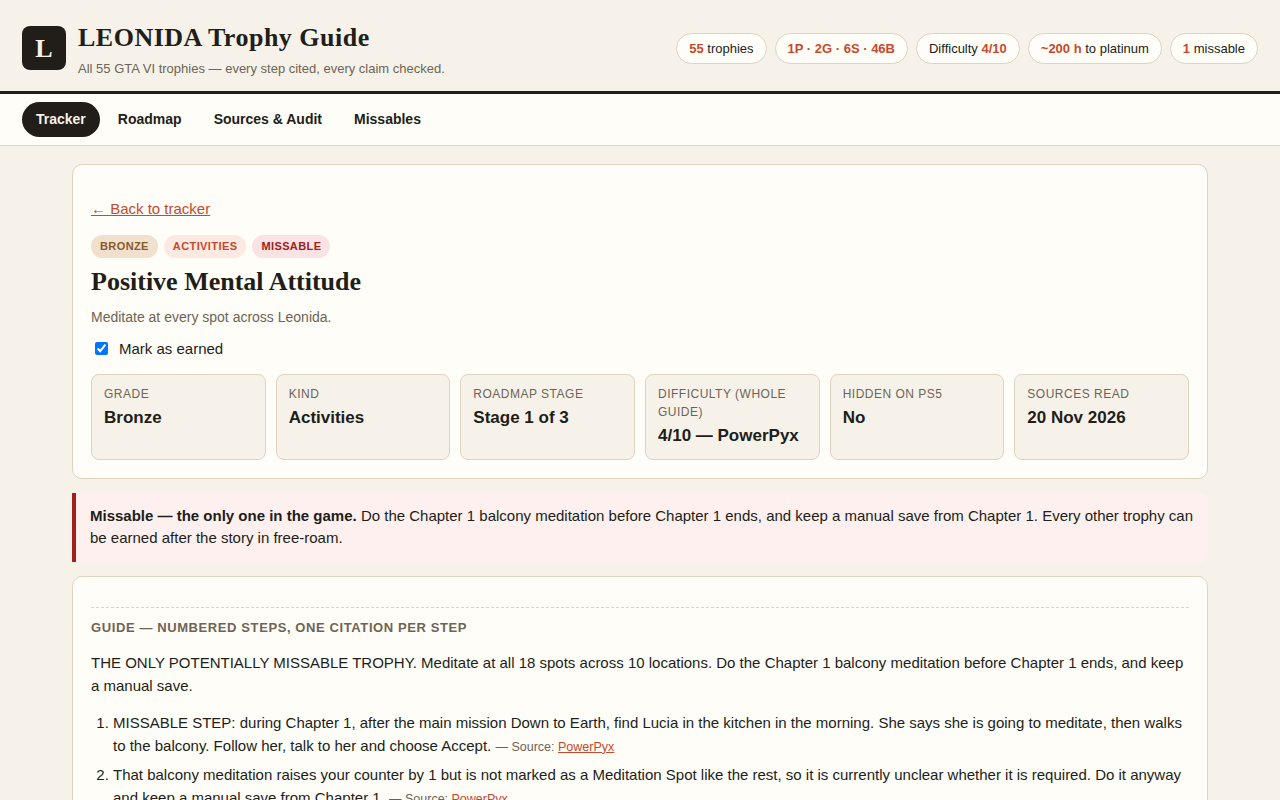 L
LEONIDA Trophy Guide
All 55 GTA VI trophies — every step cited, every claim checked.
55 trophies
1P · 2G · 6S · 46B
Difficulty 4/10
~200 h to platinum
1 missable
Tracker
Roadmap
Sources & Audit
Missables
← Back to tracker
BRONZE
ACTIVITIES
MISSABLE
Positive Mental Attitude
Meditate at every spot across Leonida.
Mark as earned
GRADE
Bronze
KIND
Activities
ROADMAP STAGE
Stage 1 of 3
DIFFICULTY (WHOLE
GUIDE)
4/10 — PowerPyx
HIDDEN ON PS5
No
SOURCES READ
20 Nov 2026
Missable — the only one in the game. Do the Chapter 1 balcony meditation before Chapter 1 ends, and keep a manual save from Chapter 1. Every other trophy can
be earned after the story in free-roam.
GUIDE — NUMBERED STEPS, ONE CITATION PER STEP
THE ONLY POTENTIALLY MISSABLE TROPHY. Meditate at all 18 spots across 10 locations. Do the Chapter 1 balcony meditation before Chapter 1 ends, and keep
a manual save.
1. MISSABLE STEP: during Chapter 1, after the main mission Down to Earth, find Lucia in the kitchen in the morning. She says she is going to meditate, then walks
to the balcony. Follow her, talk to her and choose Accept. — Source: PowerPyx
2. That balcony meditation raises your counter by 1 but is not marked as a Meditation Spot like the rest, so it is currently unclear whether it is required. Do it anyway
and keep a manual save from Chapter 1. — Source: PowerPyx